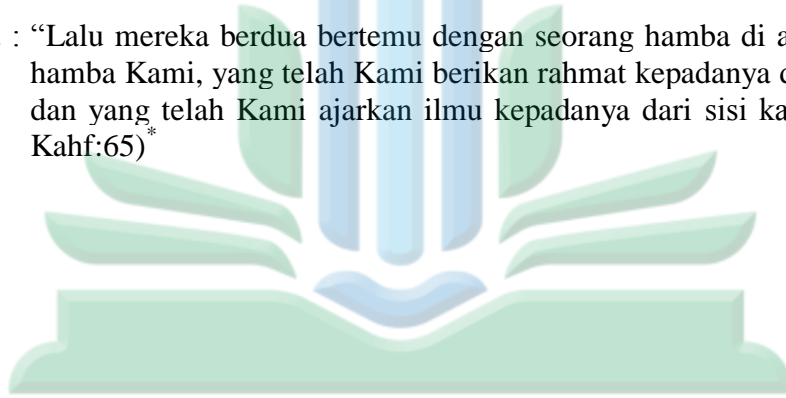 : “Lalu mereka berdua bertemu dengan seorang hamba di
hamba Kami, yang telah Kami berikan rahmat kepadanya
dan yang telah Kami ajarkan ilmu kepadanya dari sisi
Kahf:65)*